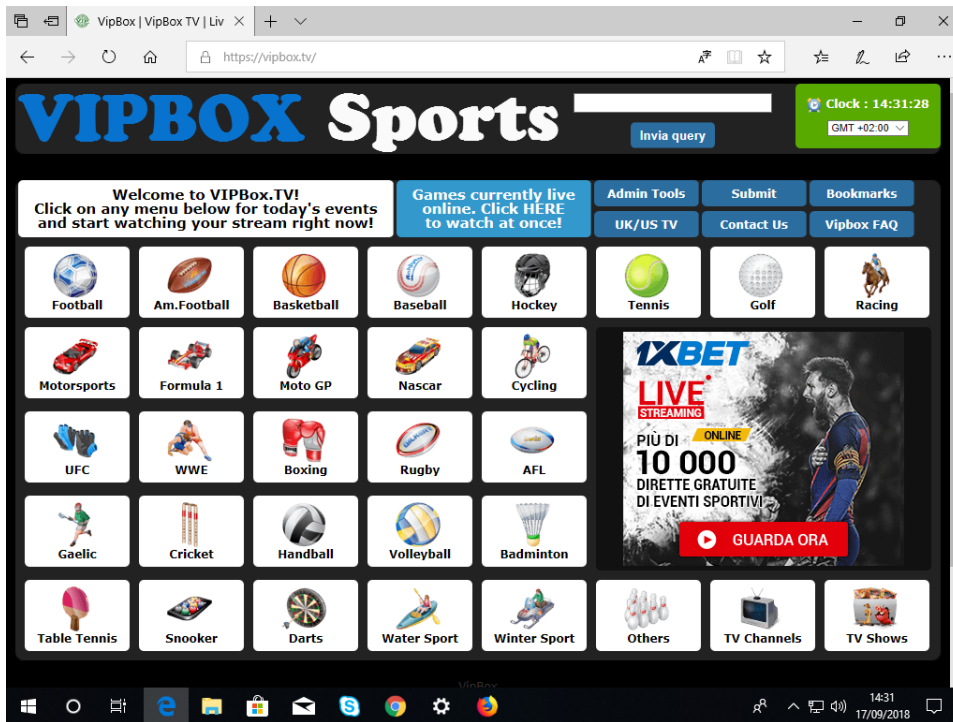 VipBox | VipBox TV | Liv
https://vipbox.tv/
VIPBOX Sports
Invia query
Clock : 14:31:28
GMT +02:00
Welcome to VIPBox.TV!
Click on any menu below for today's events
and start watching your stream right now!
Games currently live
online. Click HERE
to watch at once!
Admin Tools
Submit
Bookmarks
UK/US TV
Contact Us
Vipbox FAQ
Football
Am.Football
Basketball
Baseball
Hockey
Tennis
Golf
Racing
Motorsports
Formula 1
Moto GP
Nascar
Cycling
1XBET
LIVE
STREAMING
PIÙ DI
ONLINE
10 000
DIRETTE GRATUITE
DI EVENTI SPORTIVI
GUARDA ORA
UFC
WWE
Boxing
Rugby
AFL
Gaelic
Cricket
Handball
Volleyball
Badminton
Table Tennis
Snooker
Darts
Water Sport
Winter Sport
Others
TV Channels
TV Shows
VipBox
14:31
17/09/2018